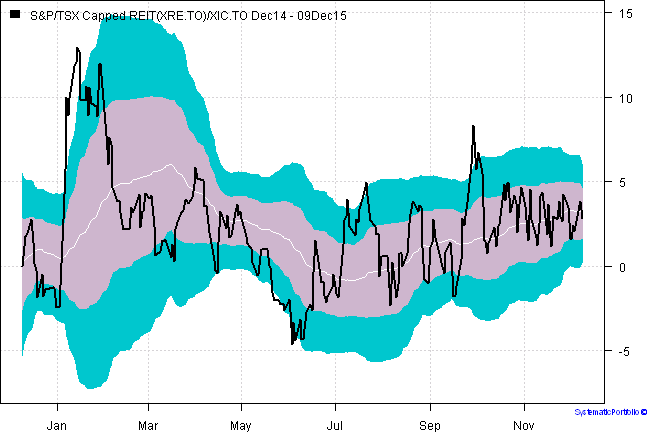 S&P/TSX Capped REIT(XRE.TO)/XIC.TO Dec14 - 09Dec15
15
10
5
0
-5
Jan Mar May Jul Sep Nov
SystematicPortfolio ©